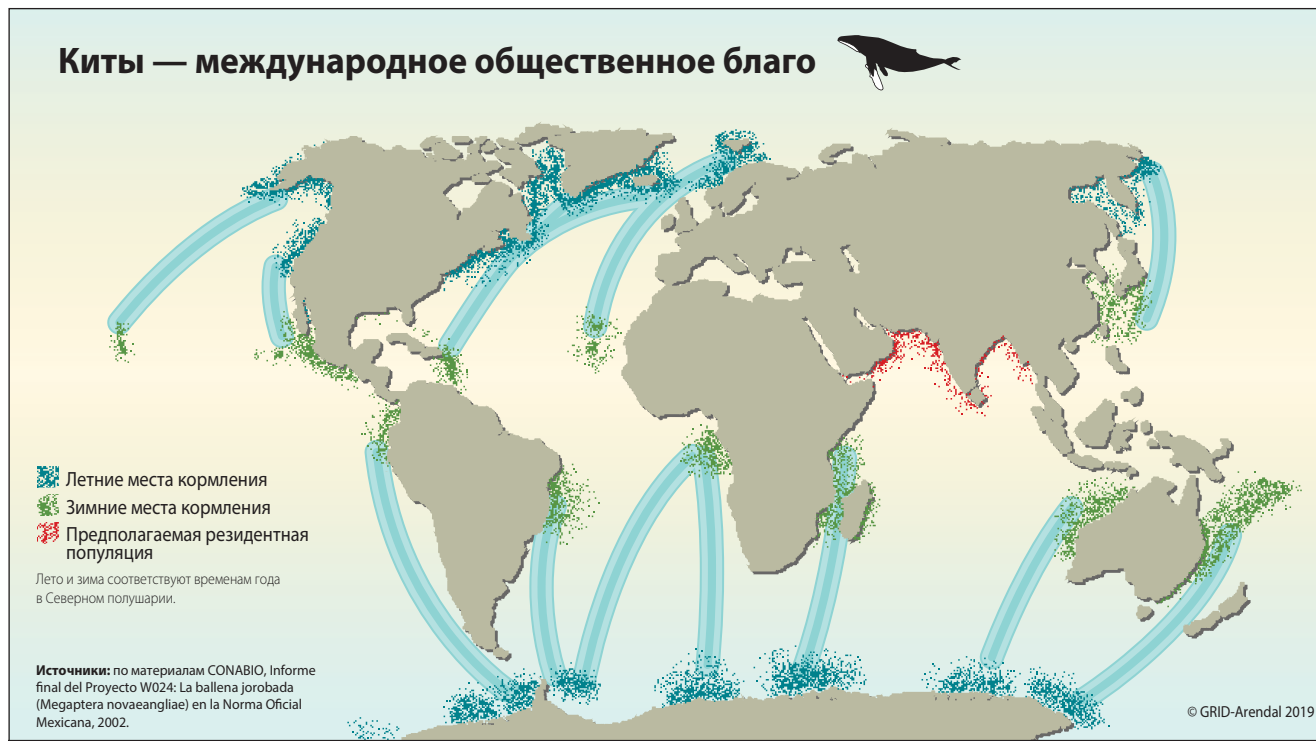 Киты — международное общественное благо
Летние места кормления
Зимние места кормления
Предполагаемая резидентная
популяция
Лето и зима соответствуют временам года
в Северном полушарии.
Источники: по материалам CONABIO, Informe
final del Proyecto W024: La ballena jorobada
(Megaptera novaeangliae) en la Norma Oficial
Mexicana, 2002.
© GRID-Arendal 2019